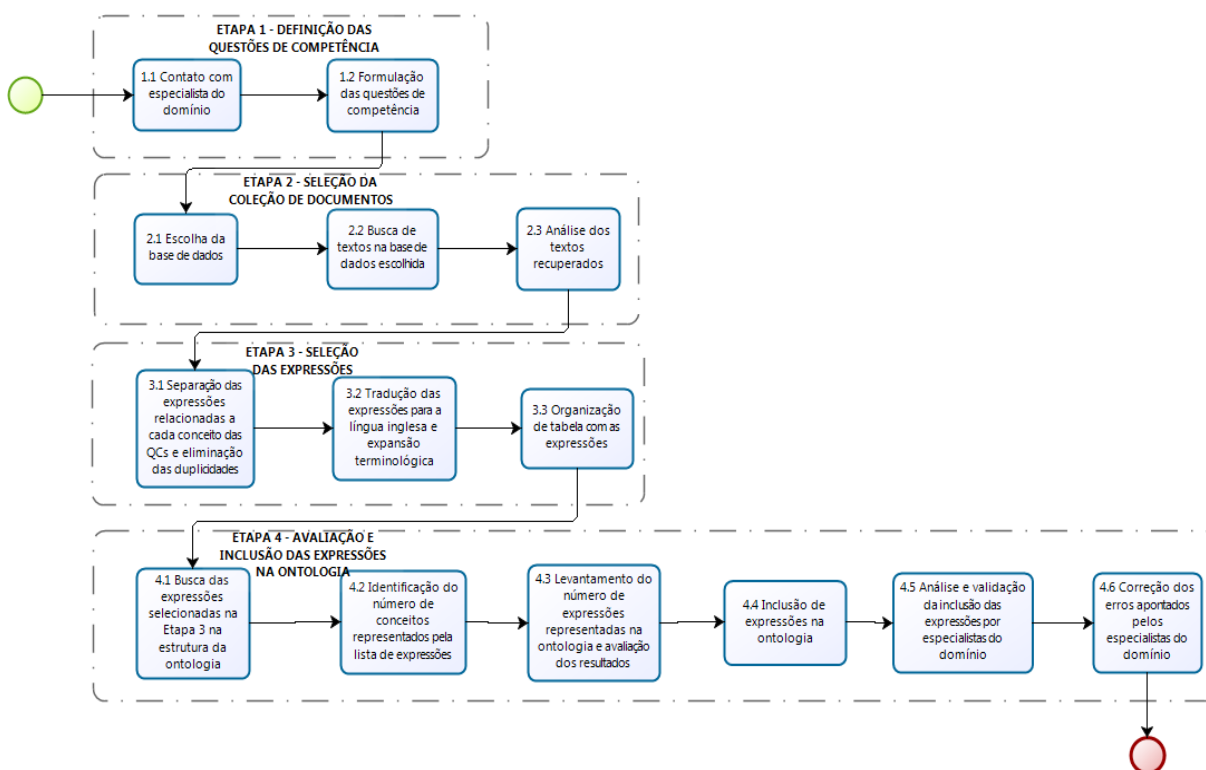 ETAPA 1 - DEFINIÇÃO DAS
QUESTÕES DE COMPETÊNCIA
1.1 Contato com
especialista do
domínio
1.2 Formulação
das questões de
competência
ETAPA 2 - SELEÇÃO DA
COLEÇÃO DE DOCUMENTOS
2.1 Escolha da
base de dados
2.2 Busca de
textos na base de
dados escolhida
2.3 Análise dos
textos
recuperados
ETAPA 3 - SELEÇÃO
DAS EXPRESSÕES
3.1 Separação das
expressões
relacionadas a
cada conceito das
QCs e eliminação
das duplicidades
3.2 Tradução das
expressões para a
língua inglesa e
expansão
terminológica
3.3 Organização
de tabela com as
expressões
ETAPA 4 - AVALIAÇÃO E
INCLUSÃO DAS EXPRESSÕES
NA ONTOLOGIA
4.1 Busca das
expressões
selecionadas na
Etapa 3 na
estrutura da
ontologia
4.2 Identificação do
número de
conceitos
representados pela
lista de expressões
4.3 Levantamento do
número de
expressões
representadas na
ontologia e avaliação
dos resultados
4.4 Inclusão de
expressões na
ontologia
4.5 Análise e validação
da inclusão das
expressões por
especialistas do
domínio
4.6 Correção dos
erros apontados
pelos
especialistas do
domínio